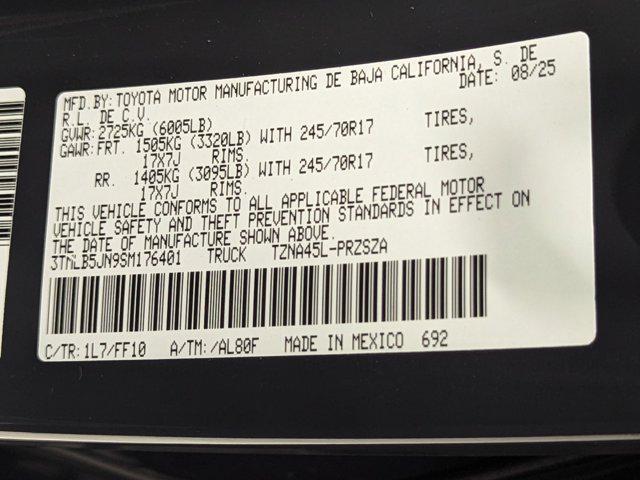 MFD.BY:TOYOTA MOTOR MANUFACTURING DE BAJA CALIFORNIA, S. DE
R.L. DE C.V. DATE: 08/25
GVWR:2725KG (6005LB)
GAWR:FRT. 1505KG (3320LB) WITH 245/70R17 TIRES,
17X7J RIMS.
RR. 1405KG (3095LB) WITH 245/70R17 TIRES,
17X7J RIMS.
THIS VEHICLE CONFORMS TO ALL APPLICABLE FEDERAL MOTOR
VEHICLE SAFETY AND THEFT PREVENTION STANDARDS IN EFFECT ON
THE DATE OF MANUFACTURE SHOWN ABOVE.
3TMLB5JN9SM176401 TRUCK TZNA45L-PRZSZA
C/TR:1L7/FF10 A/TM:/AL80F MADE IN MEXICO 692